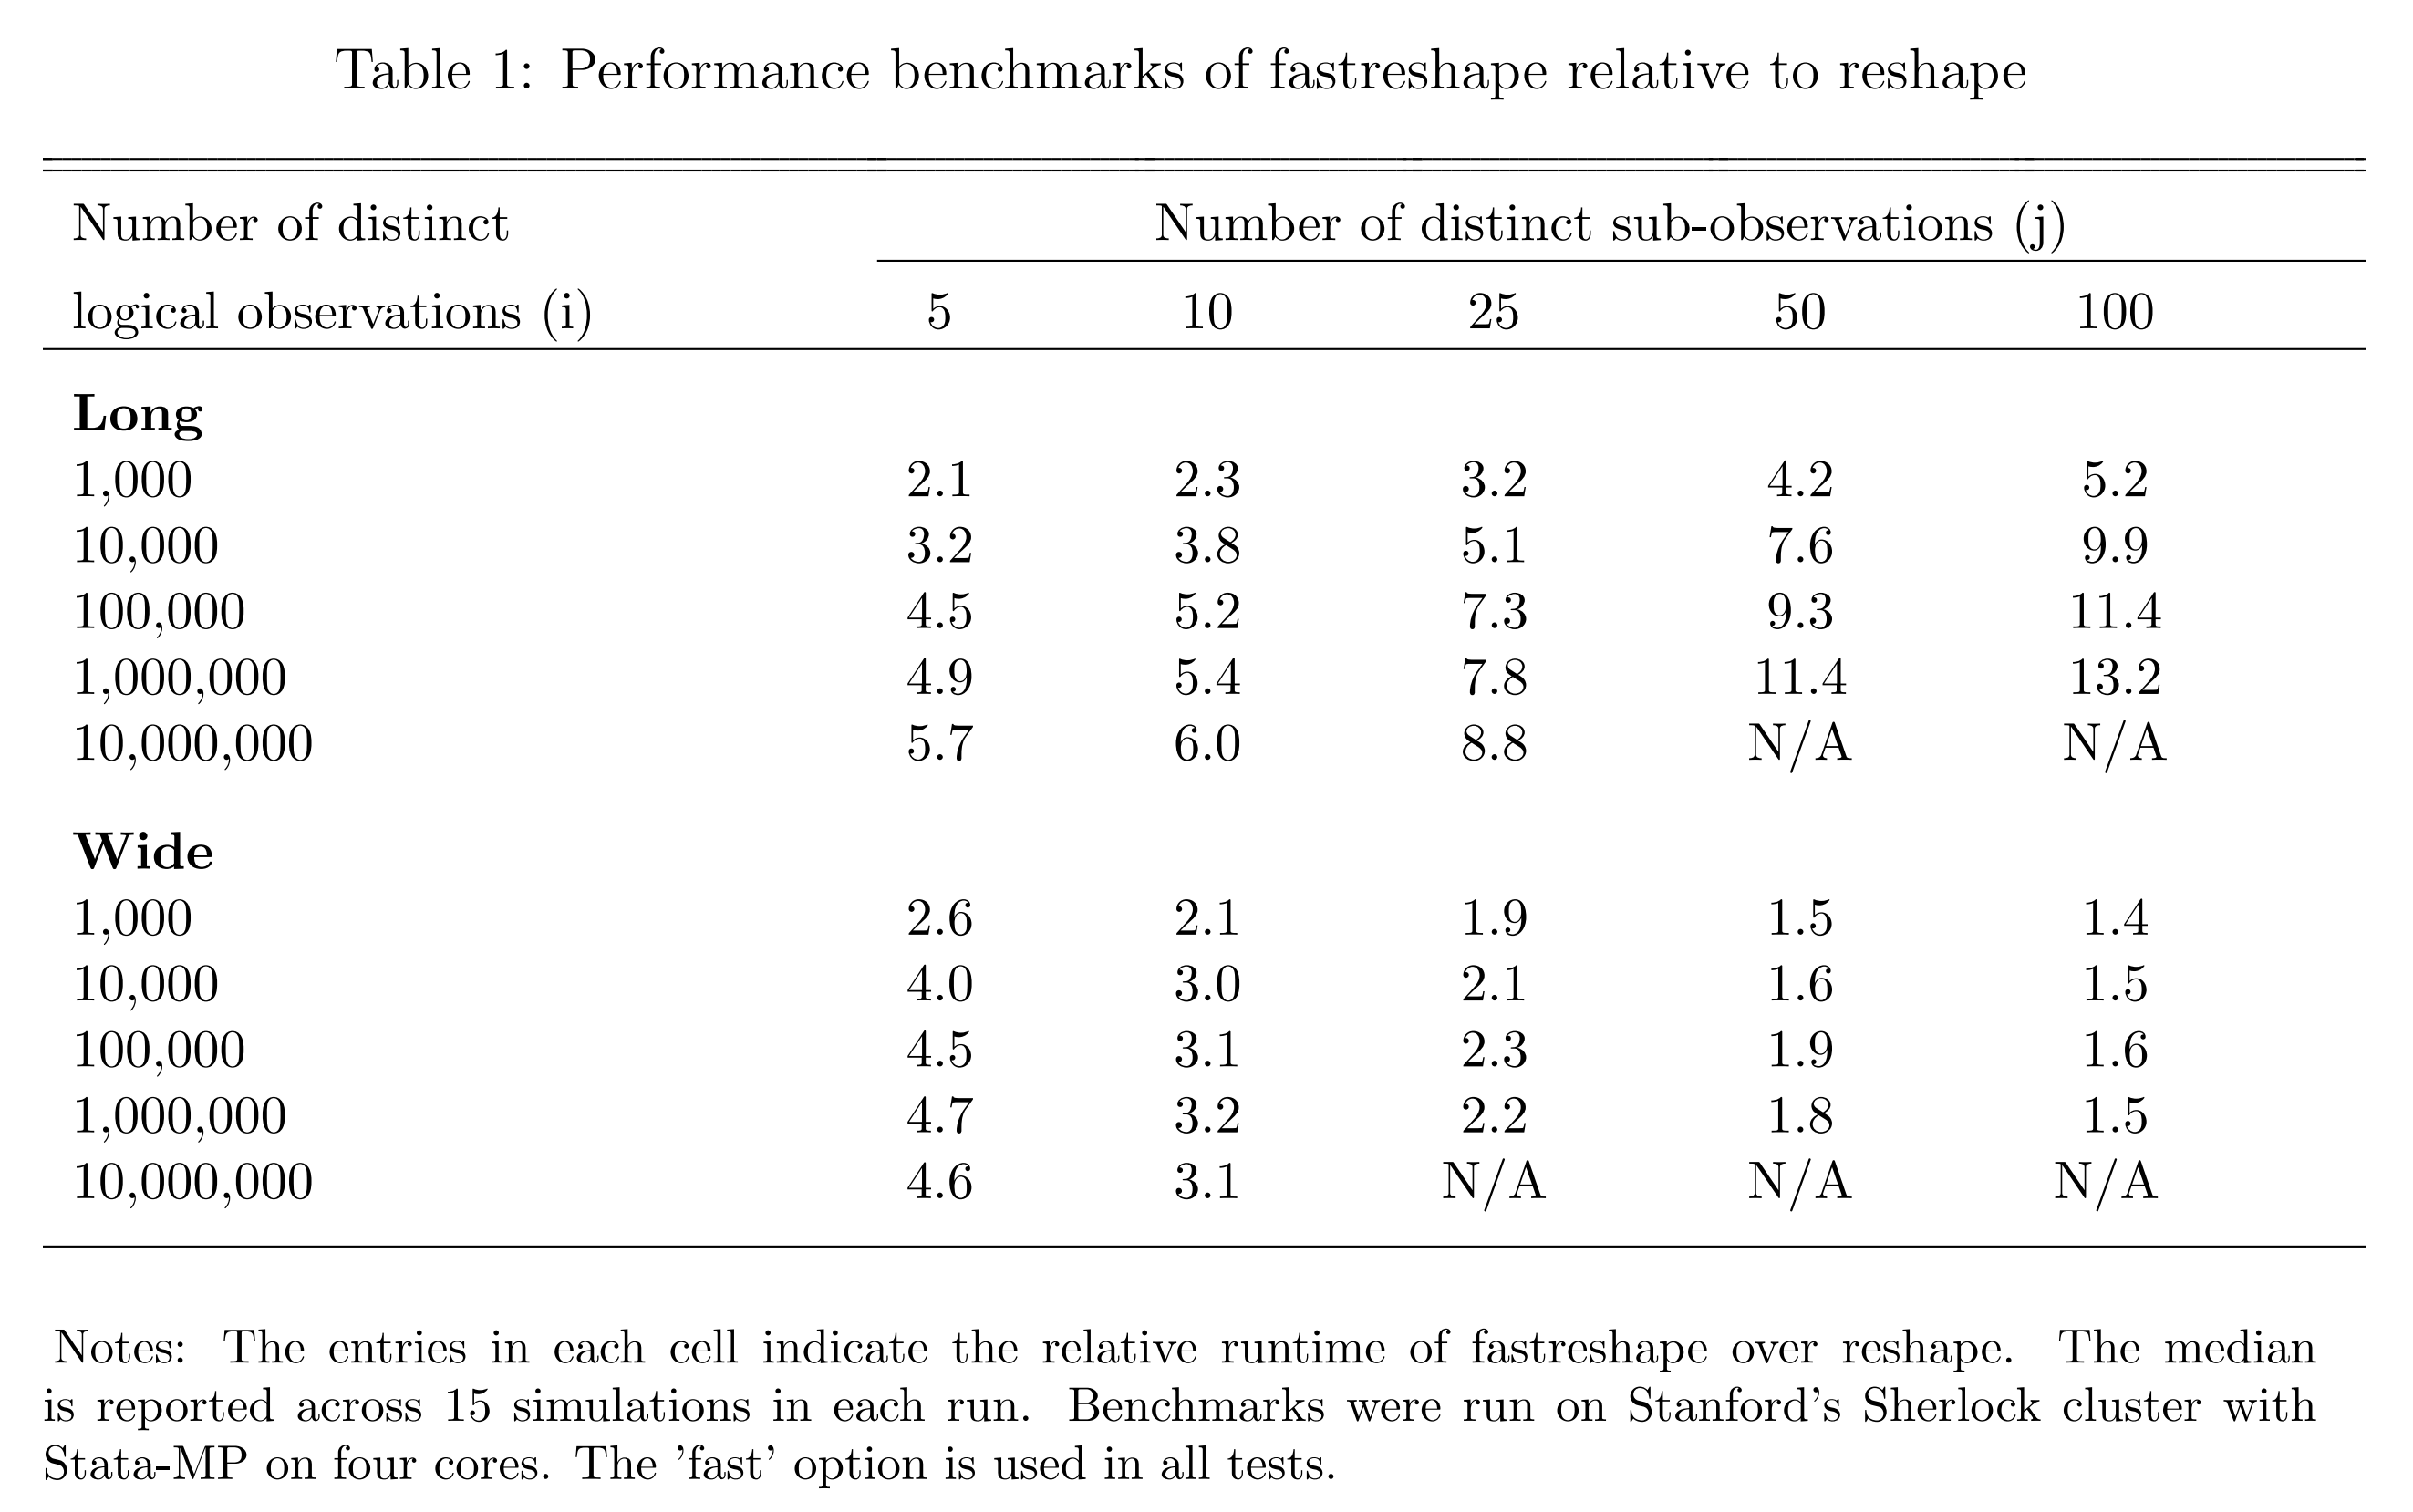 Table 1: Performance benchmarks of fastreshape relative to reshape
Number of distinct Number of distinct sub-observations (j)
logical observations (i) 5 10 25 50 100
Long
1,000 2.1 2.3 3.2 4.2 5.2
10,000 3.2 3.8 5.1 7.6 9.9
100,000 4.5 5.2 7.3 9.3 11.4
1,000,000 4.9 5.4 7.8 11.4 13.2
10,000,000 5.7 6.0 8.8 N/A N/A
Wide
1,000 2.6 2.1 1.9 1.5 1.4
10,000 4.0 3.0 2.1 1.6 1.5
100,000 4.5 3.1 2.3 1.9 1.6
1,000,000 4.7 3.2 2.2 1.8 1.5
10,000,000 4.6 3.1 N/A N/A N/A
Notes: The entries in each cell indicate the relative runtime of fastreshape over reshape. The median
is reported across 15 simulations in each run. Benchmarks were run on Stanford's Sherlock cluster with
Stata-MP on four cores. The 'fast' option is used in all tests.